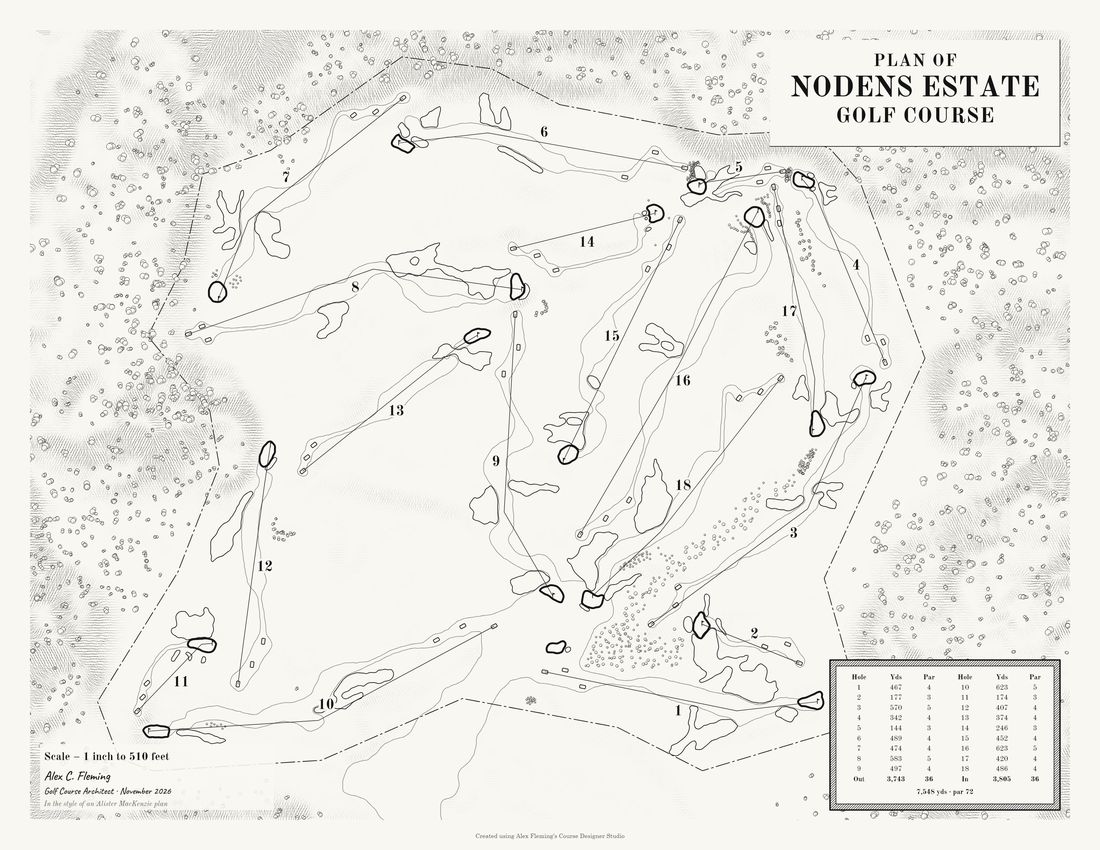 PLAN OF
NODENS ESTATE
GOLF COURSE
7
6
5
14
4
8
17
15
16
13
9
18
12
3
2
11
10
1
Hole Yds Par Hole Yds Par
1 467 4 10 623 5
2 177 3 11 174 3
3 570 5 12 407 4
4 342 4 13 374 4
5 144 3 14 246 3
6 489 4 15 452 4
7 474 4 16 623 5
8 583 5 17 420 4
9 497 4 18 486 4
Out 3,743 36 In 3,805 36
7,548 yds · par 72
Scale – 1 inch to 510 feet
Alex C. Fleming
Golf Course Architect · November 2026
In the style of an Alister MacKenzie plan
Created using Alex Fleming's Course Designer Studio